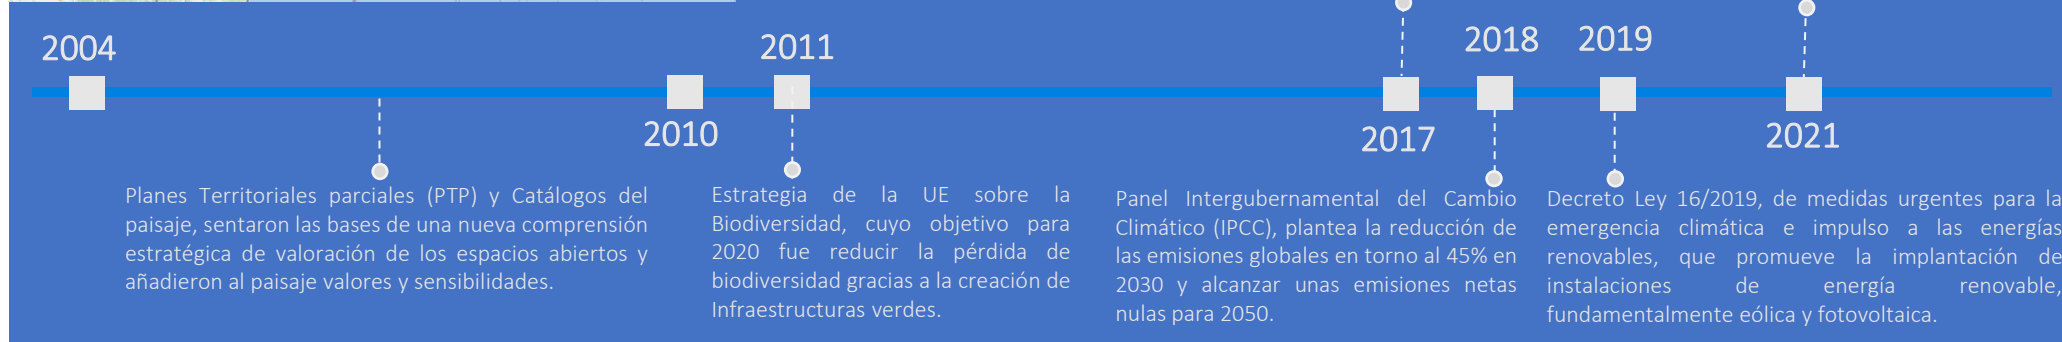 2004
2011
2018
2019
2010
2017
2021
Planes Territoriales parciales (PTP) y Catálogos del
paisaje, sentaron las bases de una nueva comprensión
estratégica de valoración de los espacios abiertos y
añadieron al paisaje valores y sensibilidades.
Estrategia de la UE sobre la
Biodiversidad, cuyo objetivo para
2020 fue reducir la pérdida de
biodiversidad gracias a la creación de
Infraestructuras verdes.
Panel Intergubernamental del Cambio
Climático (IPCC), plantea la reducción de
las emisiones globales en torno al 45% en
2030 y alcanzar unas emisiones netas
nulas para 2050.
Decreto Ley 16/2019, de medidas urgentes para la
emergencia climática e impulso a las energías
renovables, que promueve la implantación de
instalaciones de energía renovable,
fundamentalmente eólica y fotovoltaica.